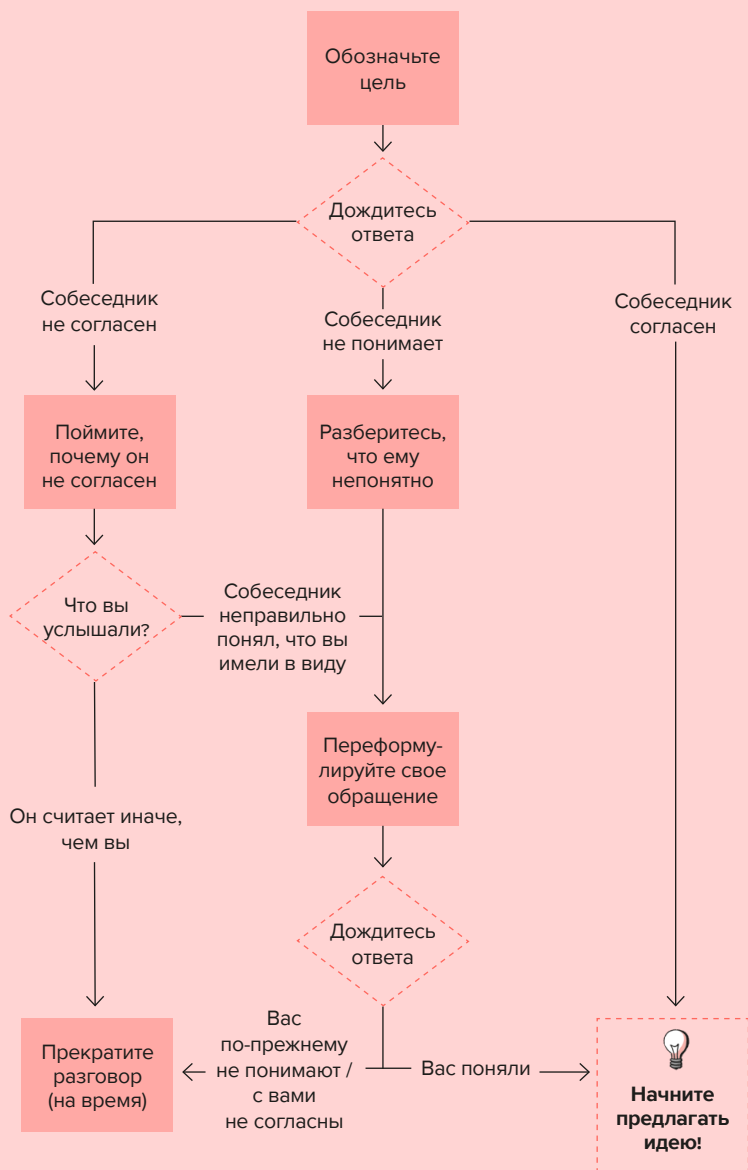 Обозначьте
цель
Дождитесь
ответа
Собеседник
не согласен
Собеседник
не понимает
Собеседник
согласен
Поймите,
почему он
не согласен
Разберитесь,
что ему
непонятно
Что вы
услышали?
Собеседник
неправильно
понял, что вы
имели в виду
Переформу-
лируйте свое
обращение
Он считает иначе,
чем вы
Дождитесь
ответа
Прекратите
разговор
(на время)
Вас
по-прежнему
не понимают /
с вами
не согласны
Вас поняли
Начните
предлагать
идею!